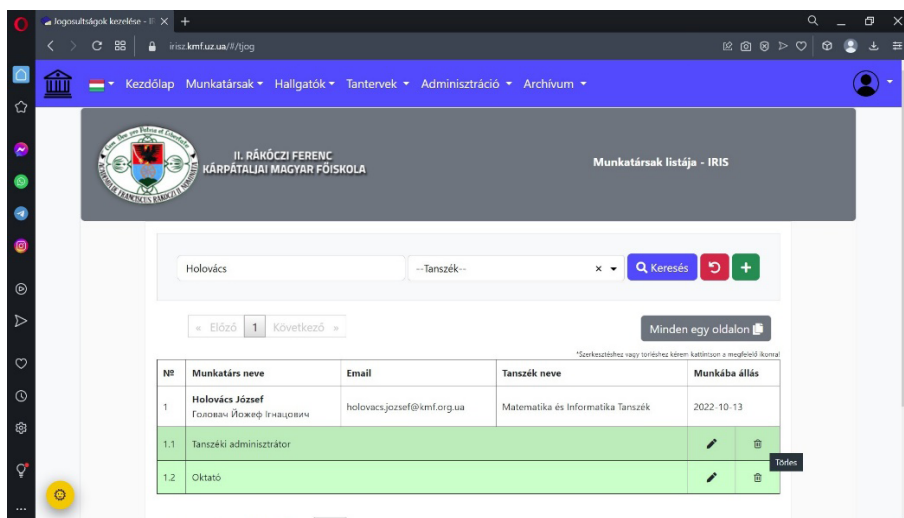 Jogosultságok kezelése - II
irisz.kmf.uz.ua/#/tjog
Kezdőlap Munkatársak Hallgatók Tantervek Adminisztráció Archívum
II. RÁKÓCZI FERENC
KÁRPÁTALJAI MAGYAR FŐISKOLA
Munkatársak listája - IRIS
Holovács --Tanszék-- Keresés
« Előző 1 Következő »
Minden egy oldalon
*Szerkesztéshez vagy törléshez kérem kattintson a megfelelő ikonra!
Nº Munkatárs neve Email Tanszék neve Munkába állás
1 Holovács József holovacs.jozsef@kmf.org.ua Matematika és Informatika Tanszék 2022-10-13
Головач Йожеф Ігнацович
1.1 Tanszéki adminisztrátor
Törles
1.2 Oktató